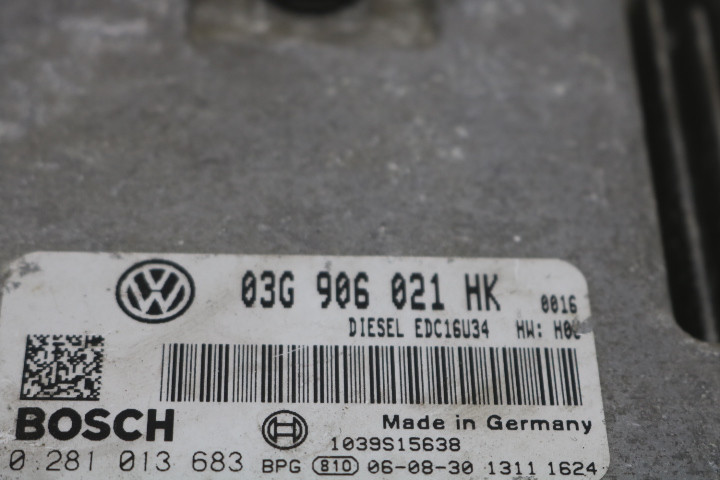 03G 906 021 HK 0016
DIESEL EDC16U34 HW:
BOSCH
Made in Germany
1039S15638
0 281 013 683 BPG 810 06-08-30 1311 1624